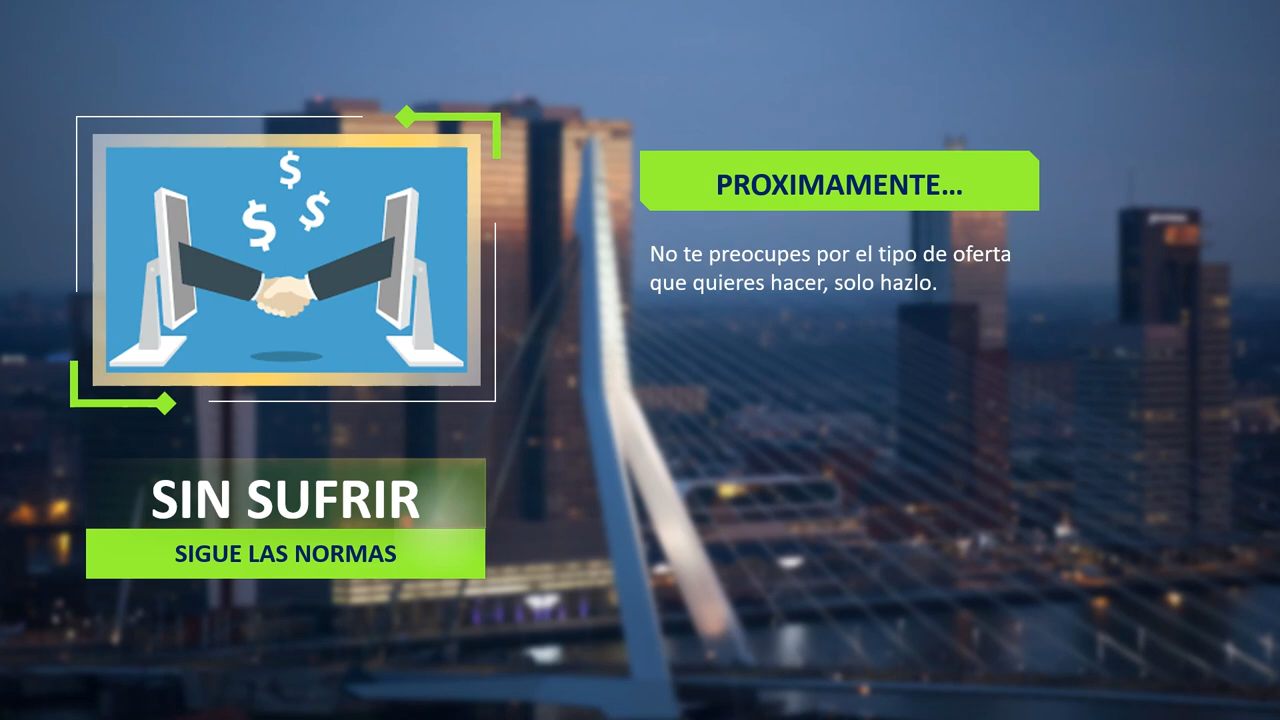 $
$
$
SIN SUFRIR
SIGUE LAS NORMAS
PROXIMAMENTE...
No te preocupes por el tipo de oferta
que quieres hacer, solo hazlo.